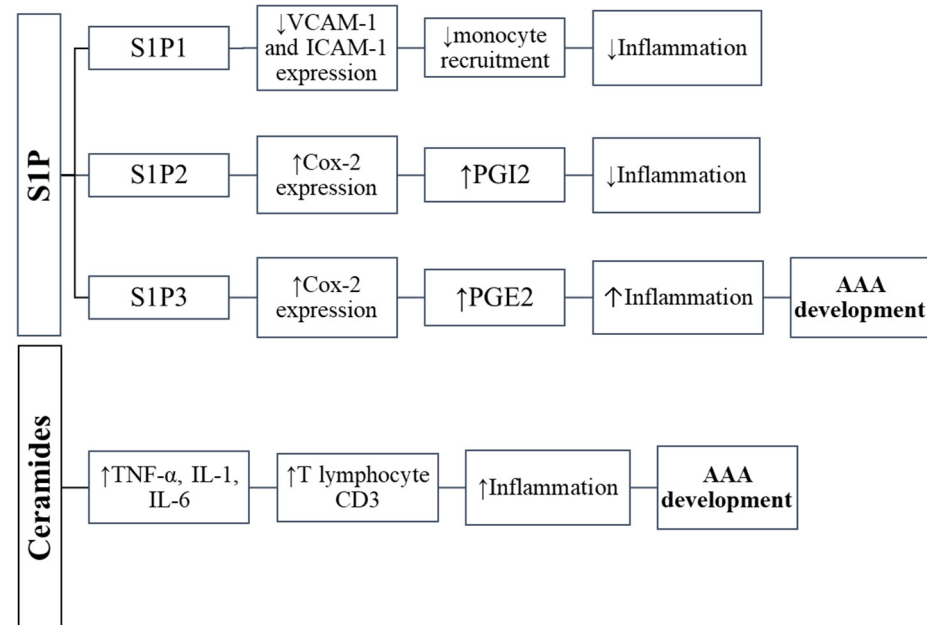 S1P
S1P1
↓VCAM-1
and ICAM-1
expression
↓monocyte
recruitment
↓Inflammation
S1P2
↑Cox-2
expression
↑PGI2
↓Inflammation
S1P3
↑Cox-2
expression
↑PGE2
↑Inflammation
AAA
development
Ceramides
↑TNF-α, IL-1,
IL-6
↑T lymphocyte
CD3
↑Inflammation
AAA
development